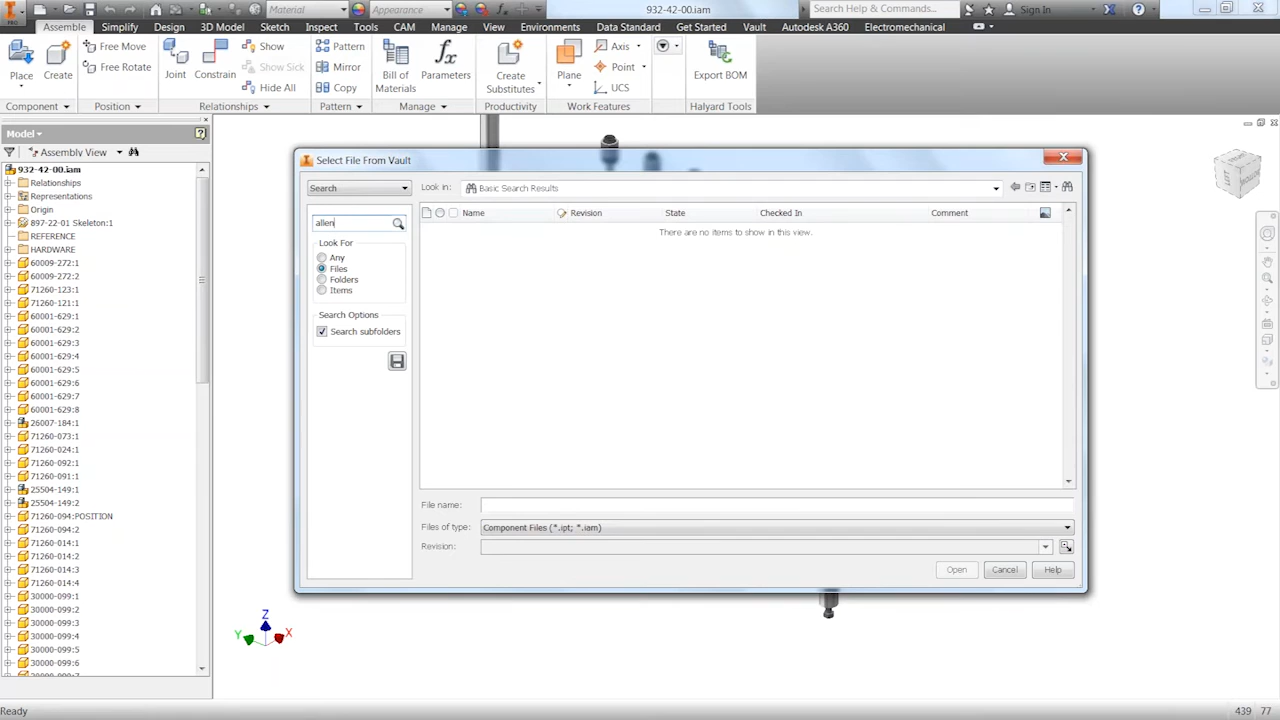 Material
Appearance
932-42-00.iam
Search Help & Commands...
Sign In
PRO
Assemble Simplify Design 3D Model Sketch Inspect Tools CAM Manage View Environments Data Standard Get Started Vault Autodesk A360 Electromechanical
Place
Create
Free Move
Free Rotate
Joint
Constrain
Show
Show Sick
Hide All
Pattern
Mirror
Copy
Bill of
Materials
Parameters
Create
Substitutes
Plane
Axis
Point
UCS
Export BOM
Component Position Relationships Pattern Manage Productivity Work Features Halyard Tools
Model
Assembly View
932-42-00.iam
Relationships
Representations
Origin
897-22-01 Skeleton:1
REFERENCE
HARDWARE
60009-272:1
60009-272:2
71260-123:1
71260-121:1
60001-629:1
60001-629:2
60001-629:3
60001-629:4
60001-629:5
60001-629:6
60001-629:7
60001-629:8
26007-184:1
71260-073:1
71260-024:1
71260-092:1
71260-091:1
25504-149:1
25504-149:2
71260-094:POSITION
71260-094:2
71260-014:1
71260-014:2
71260-014:3
71260-014:4
30000-099:1
30000-099:2
30000-099:3
30000-099:4
30000-099:5
30000-099:6
Select File From Vault
Search
Look in: Basic Search Results
allen
Look For
Any
Files
Folders
Items
Search Options
Search subfolders
Name Revision State Checked In Comment
There are no items to show in this view.
File name:
Files of type: Component Files (*.ipt; *.iam)
Revision:
Open Cancel Help
Z
Y
X
Ready
439 77